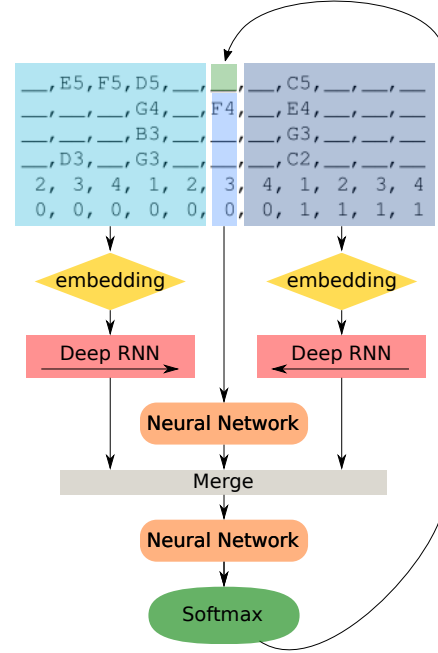 __,E5,F5,D5,__,__,__,C5,__,__,__
__,__,__,G4,__,F4,__,E4,__,__,__
__,__,__,B3,__,__,__,G3,__,__,__
__,D3,__,G3,__,__,__,C2,__,__,__
2, 3, 4, 1, 2, 3, 4, 1, 2, 3, 4
0, 0, 0, 0, 0, 0, 0, 1, 1, 1, 1
embedding embedding
Deep RNN Deep RNN
Neural Network
Merge
Neural Network
Softmax